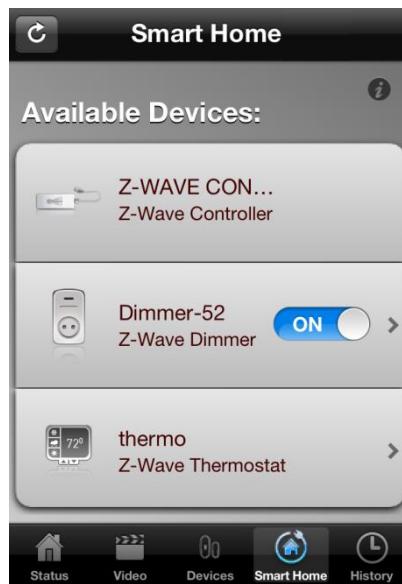 Smart Home
Available Devices:
Z-WAVE CON...
Z-Wave Controller
Dimmer-52
Z-Wave Dimmer
ON
thermo
Z-Wave Thermostat
72°
Status Video Devices Smart Home History